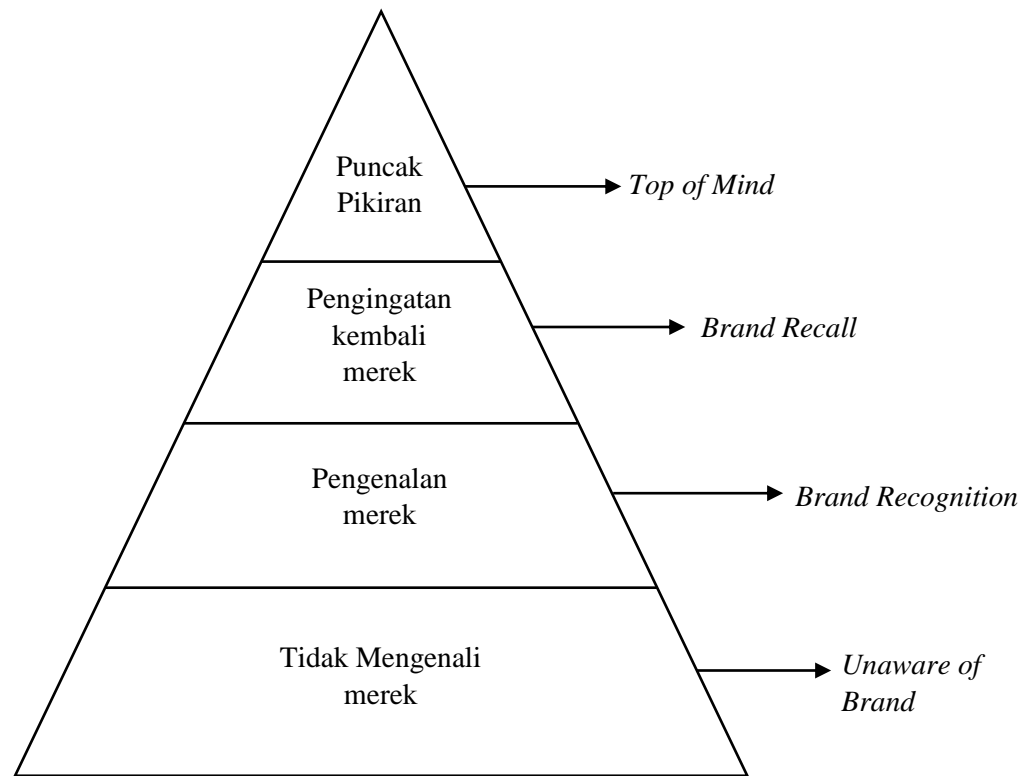 Puncak
Pikiran
Top of Mind
Pengingatan
kembali
merek
Brand Recall
Pengenalan
merek
Brand Recognition
Tidak Mengenali
merek
Unaware of
Brand